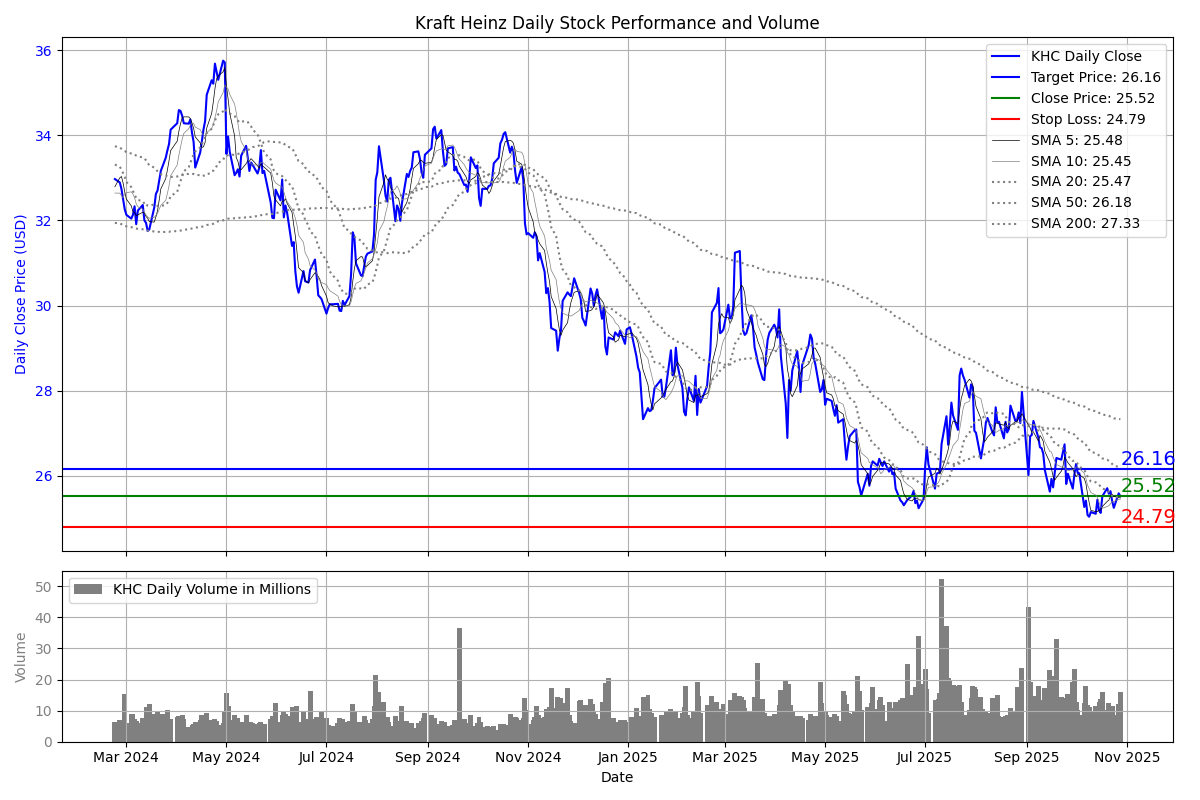 Kraft Heinz Daily Stock Performance and Volume
Daily Close Price (USD)
36
34
32
30
28
26
KHC Daily Close
Target Price: 26.16
Close Price: 25.52
Stop Loss: 24.79
SMA 5: 25.48
SMA 10: 25.45
SMA 20: 25.47
SMA 50: 26.18
SMA 200: 27.33
26.16
25.52
24.79
KHC Daily Volume in Millions
Volume
50
40
30
20
10
0
Mar 2024 May 2024 Jul 2024 Sep 2024 Nov 2024 Jan 2025 Mar 2025 May 2025 Jul 2025 Sep 2025 Nov 2025
Date